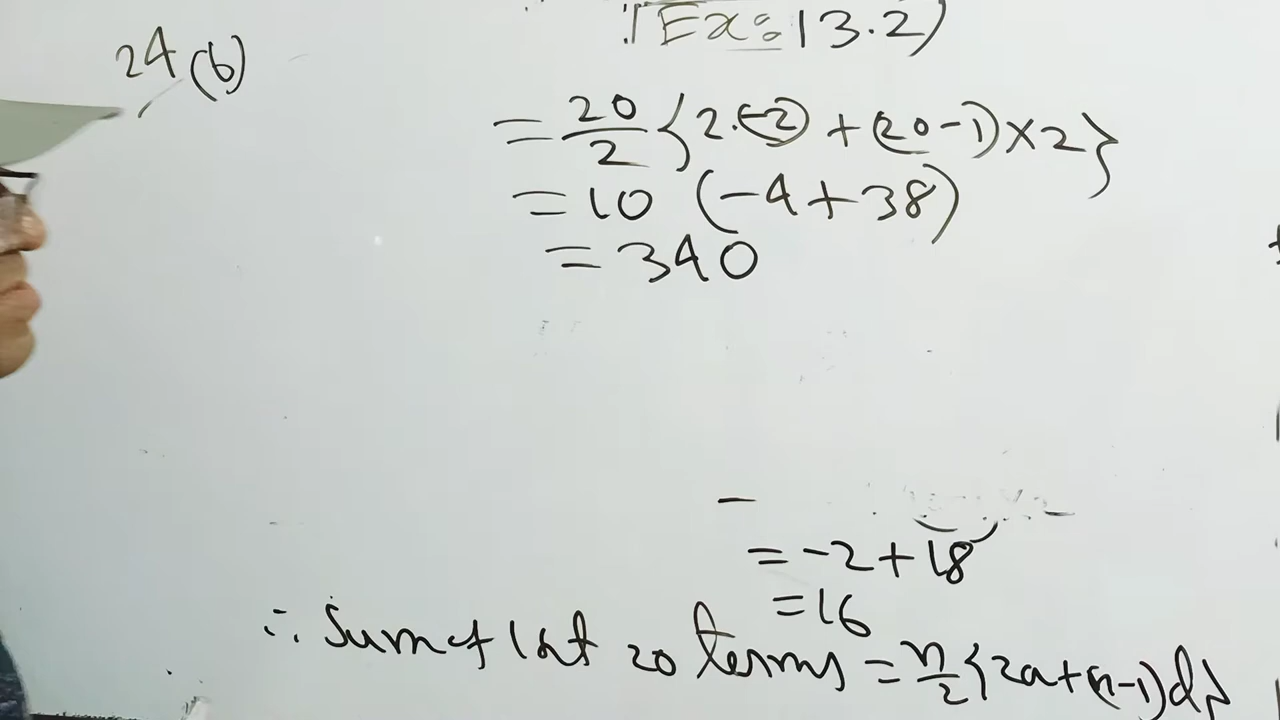 24 (b)
Ex: 13.2)
= 20/2 {2.(-2) + (20-1)×2}
= 10 (-4+38)
= 340
= -2+18
= 16
∴ Sum of 1st 20 terms = n/2 {2a+(n-1)d}